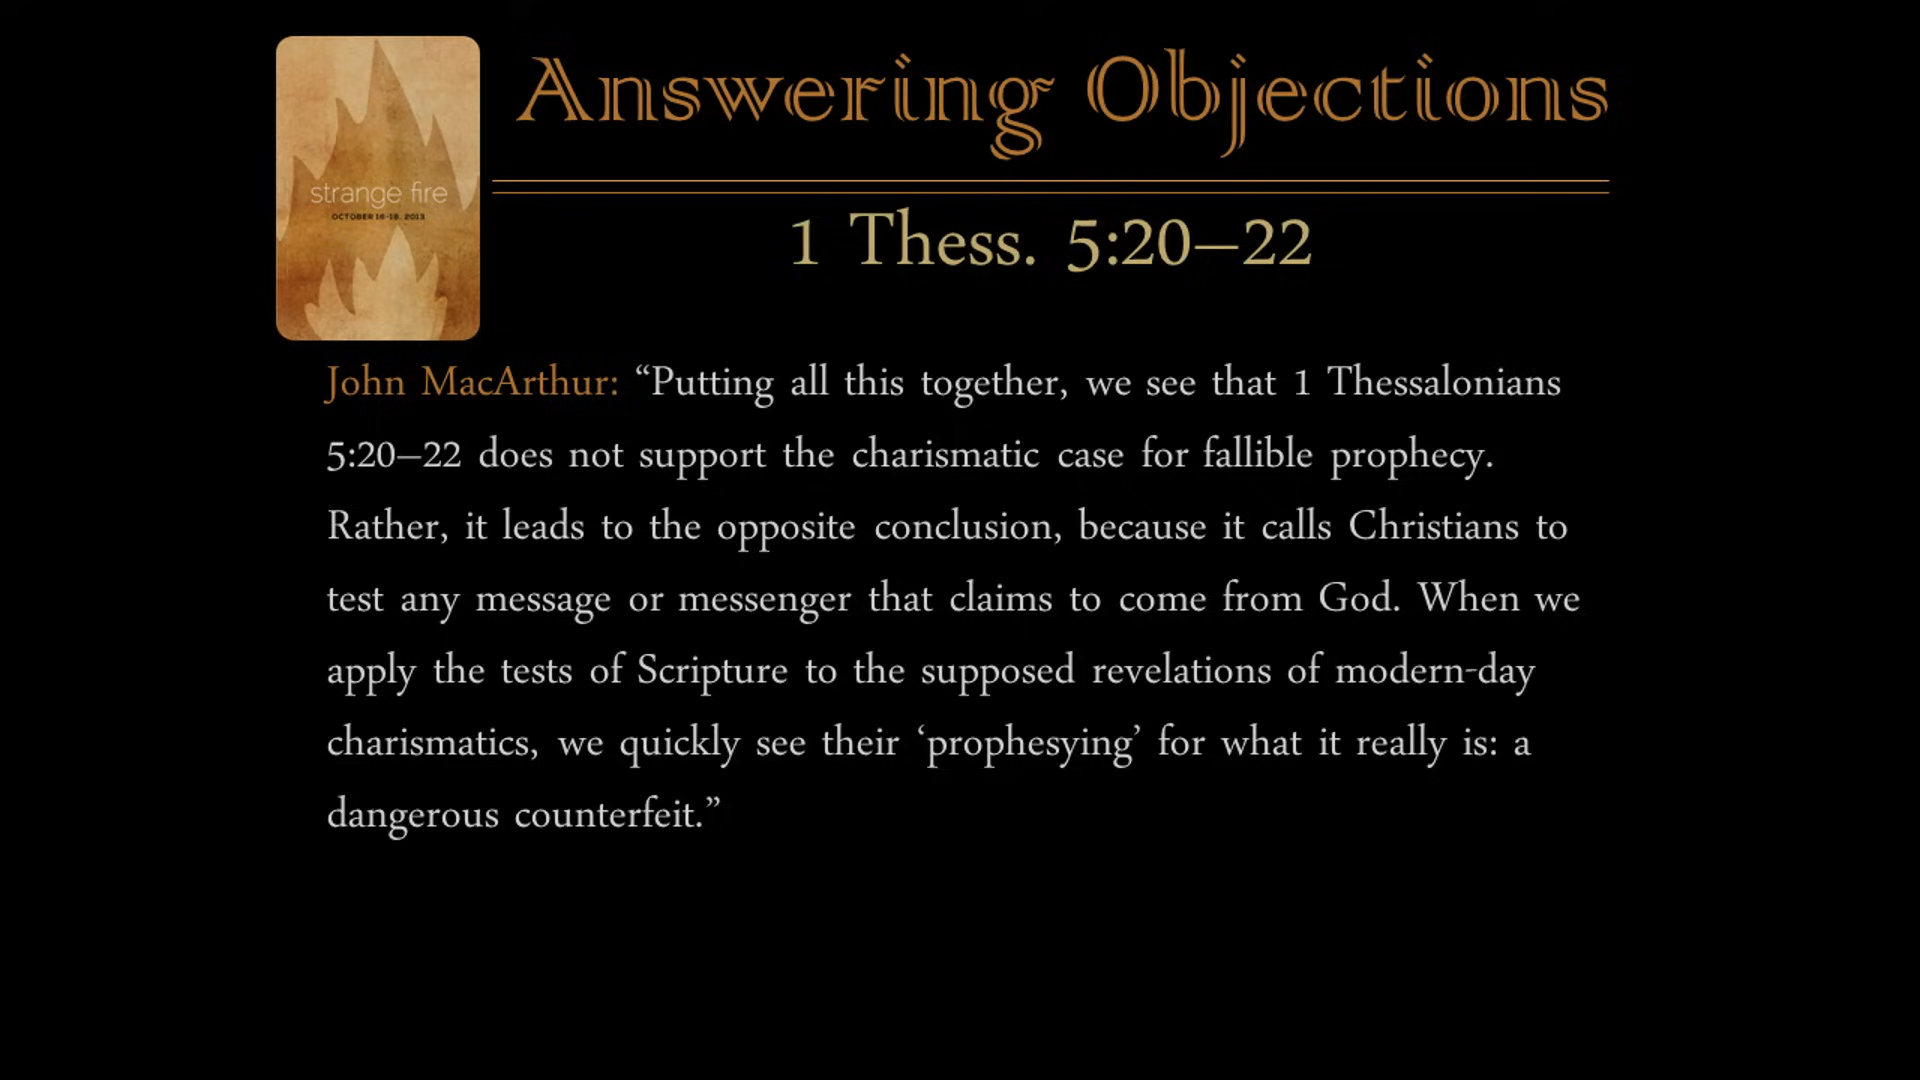 Answering Objections
strange fire
OCTOBER 16-18, 2013
1 Thess. 5:20–22
John MacArthur: “Putting all this together, we see that 1 Thessalonians
5:20–22 does not support the charismatic case for fallible prophecy.
Rather, it leads to the opposite conclusion, because it calls Christians to
test any message or messenger that claims to come from God. When we
apply the tests of Scripture to the supposed revelations of modern-day
charismatics, we quickly see their ‘prophesying’ for what it really is: a
dangerous counterfeit.”